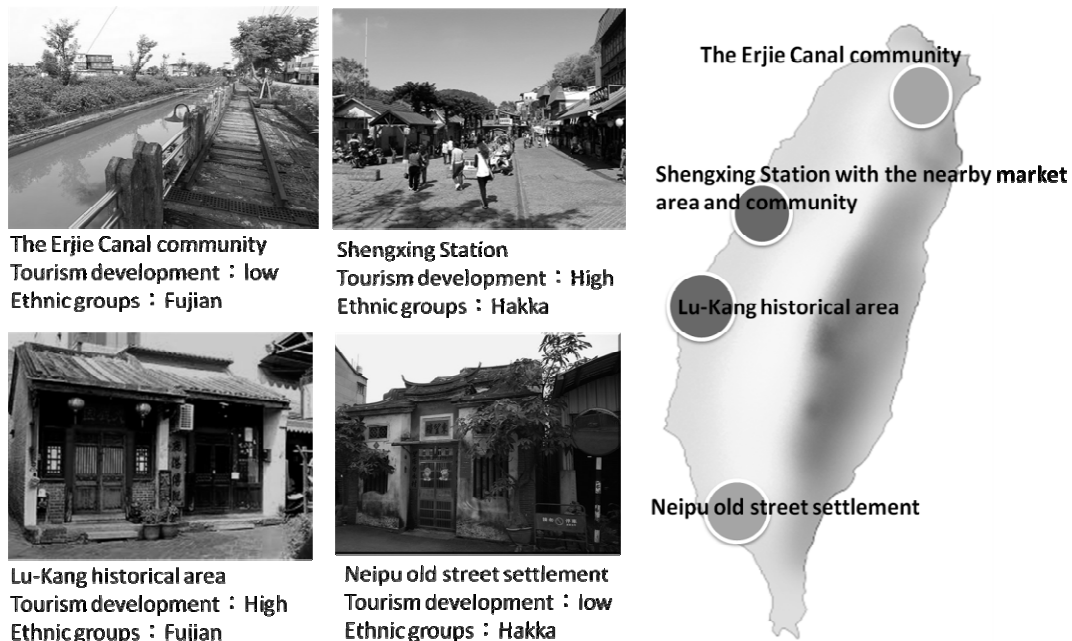 The Erjie Canal community
Tourism development：low
Ethnic groups：Fujian
Shengxing Station
Tourism development：High
Ethnic groups：Hakka
Lu-Kang historical area
Tourism development：High
Ethnic groups：Fujian
Neipu old street settlement
Tourism development：low
Ethnic groups：Hakka
The Erjie Canal community
Shengxing Station with the nearby market
area and community
Lu-Kang historical area
Neipu old street settlement